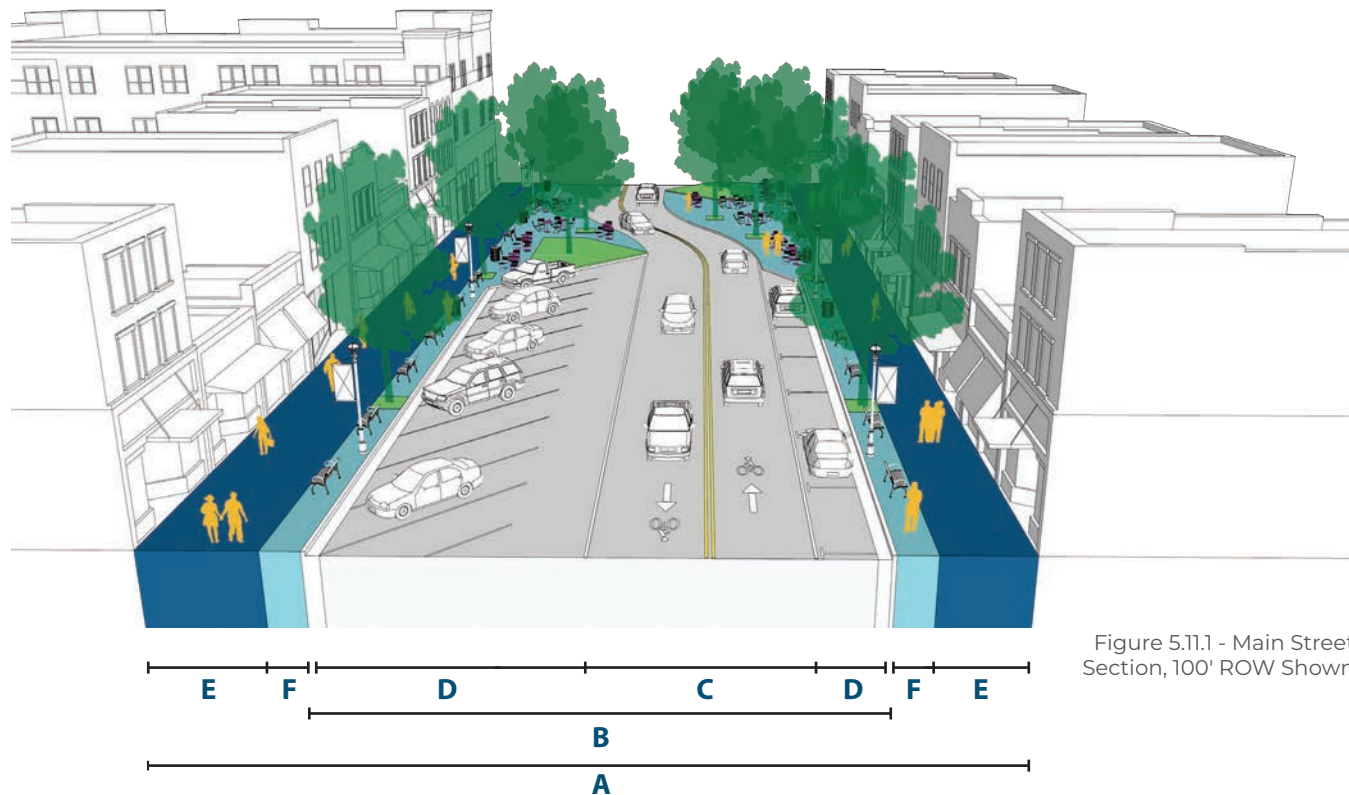 Figure 5.11.1 - Main Street
Section, 100' ROW Shown
E F D C D F E
B
A